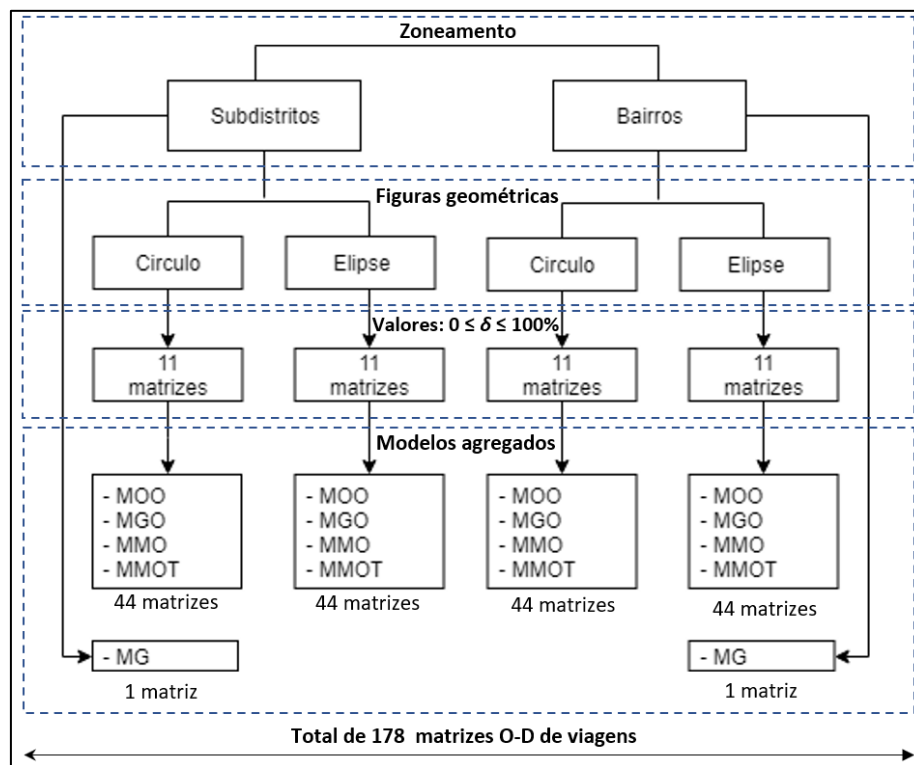 Zoneamento
Subdistritos
Bairros
Figuras geométricas
Circulo
Elipse
Circulo
Elipse
Valores: 0 ≤ δ ≤ 100%
11
matrizes
11
matrizes
11
matrizes
11
matrizes
Modelos agregados
- MOO
- MGO
- MMO
- MMOT
- MOO
- MGO
- MMO
- MMOT
- MOO
- MGO
- MMO
- MMOT
- MOO
- MGO
- MMO
- MMOT
44 matrizes
44 matrizes
44 matrizes
44 matrizes
- MG
- MG
1 matriz
1 matriz
Total de 178 matrizes O-D de viagens